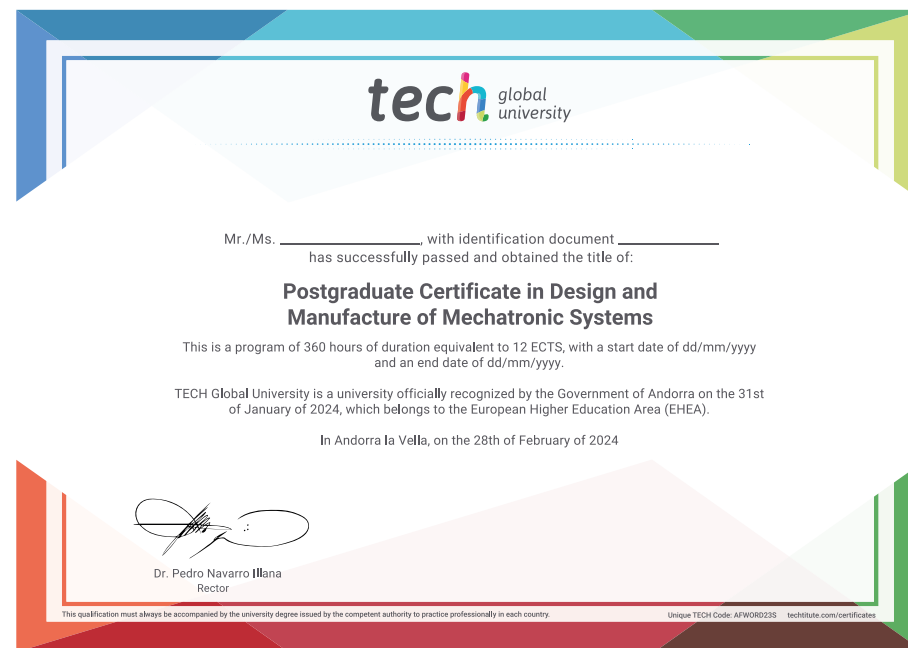 tech global
university
Mr./Ms. ____________, with identification document ____________
has successfully passed and obtained the title of:
Postgraduate Certificate in Design and
Manufacture of Mechatronic Systems
This is a program of 360 hours of duration equivalent to 12 ECTS, with a start date of dd/mm/yyyy
and an end date of dd/mm/yyyy.
TECH Global University is a university officially recognized by the Government of Andorra on the 31st
of January of 2024, which belongs to the European Higher Education Area (EHEA).
In Andorra la Vella, on the 28th of February of 2024
Dr. Pedro Navarro Illana
Rector
This qualification must always be accompanied by the university degree issued by the competent authority to practice professionally in each country.
Unique TECH Code: AFWORD23S techtitute.com/certificates